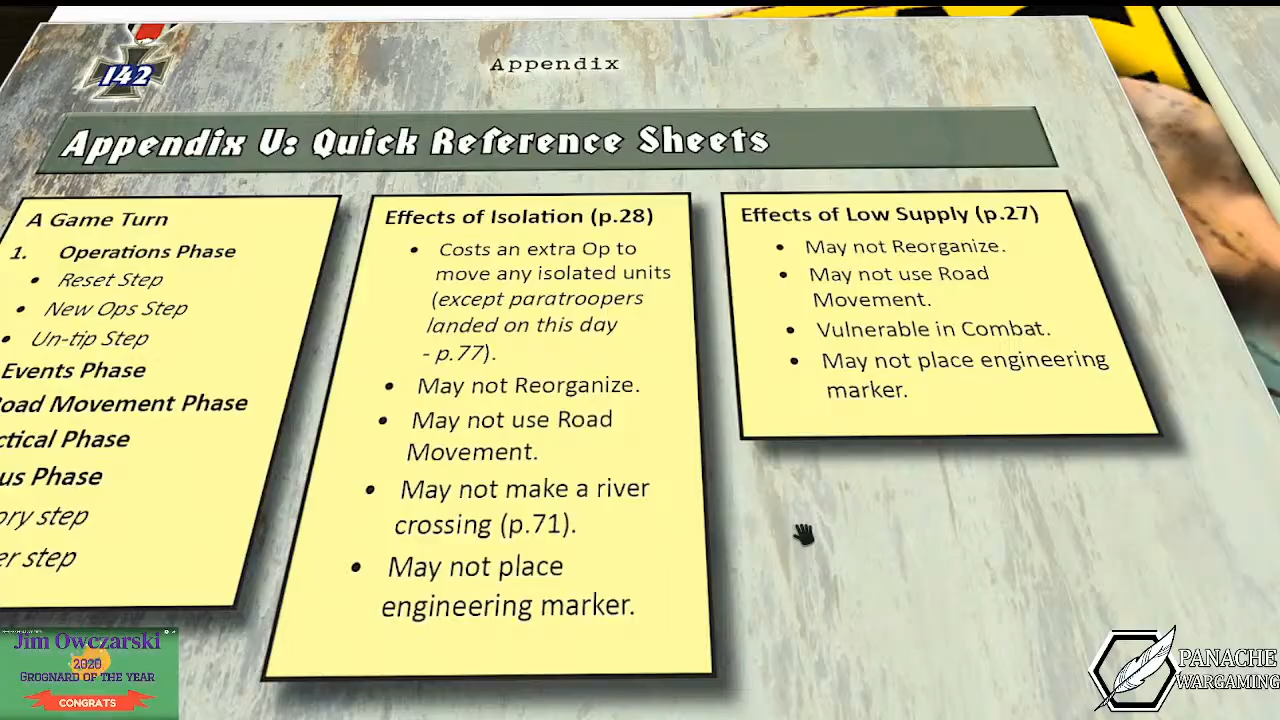 142
Appendix
Appendix V: Quick Reference Sheets
A Game Turn
1. Operations Phase
• Reset Step
• New Ops Step
• Un-tip Step
Events Phase
Road Movement Phase
Phase
Phase
step
step
Effects of Isolation (p.28)
• Costs an extra Op to
move any isolated units
(except paratroopers
landed on this day
- p.77).
• May not Reorganize.
• May not use Road
Movement.
• May not make a river
crossing (p.71).
• May not place
engineering marker.
Effects of Low Supply (p.27)
• May not Reorganize.
• May not use Road
Movement.
• Vulnerable in Combat.
• May not place engineering
marker.
Jim Owczarski
2020
Grognard of the Year
CONGRATS
PANACHE
WARGAMING